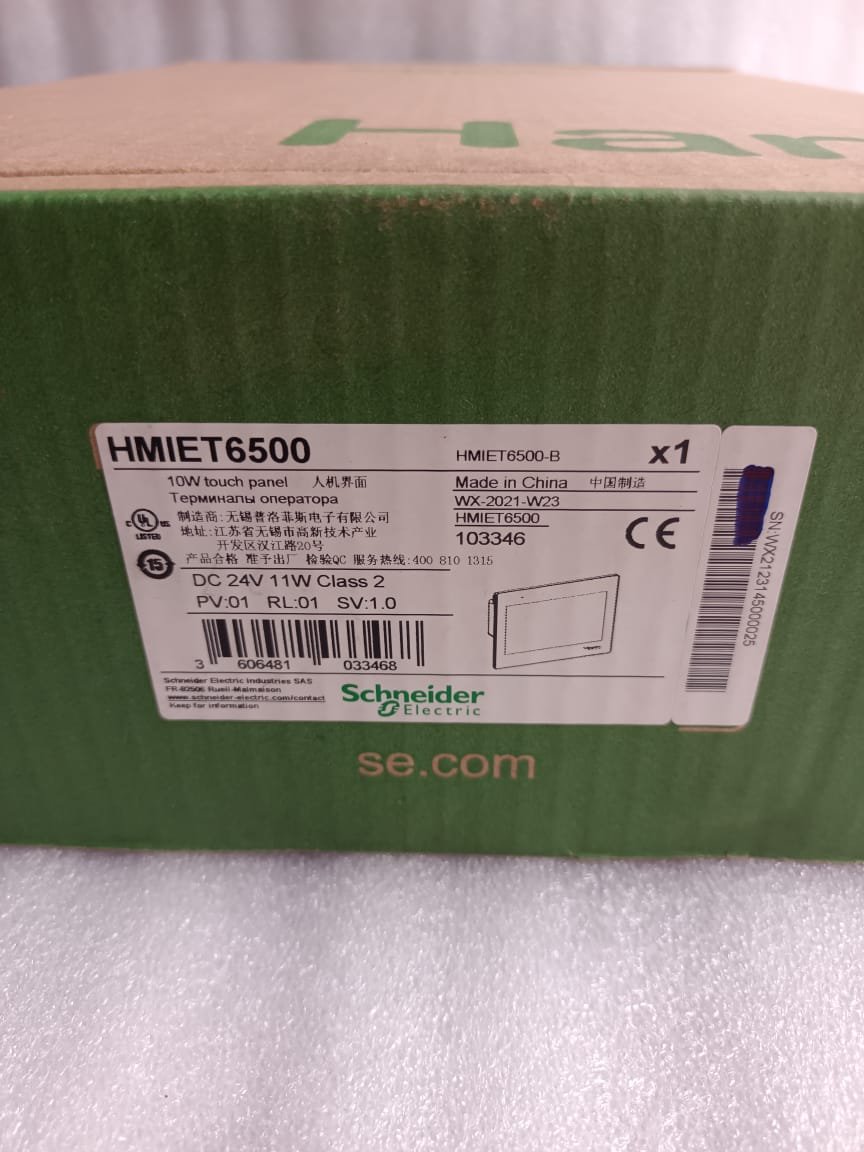 Har
HMIET6500
HMIET6500-B
x1
10W touch panel 人机界面
Терминалы оператора
Made in China 中国制造
WX-2021-W23
HMIET6500
103346
CE
c UL us
LISTED
制造商:无锡普洛菲斯电子有限公司
地址:江苏省无锡市高新技术产业
开发区汉江路20号
产品合格 准予出厂 检验QC 服务热线:400 810 1315
15
DC 24V 11W Class 2
PV:01 RL:01 SV:1.0
3 606481 033468
Schneider Electric Industries SAS
FR-92506 Rueil-Malmaison
www.schneider-electric.com/contact
Keep for information
Schneider
Electric
SN:WX2123145000025
se.com